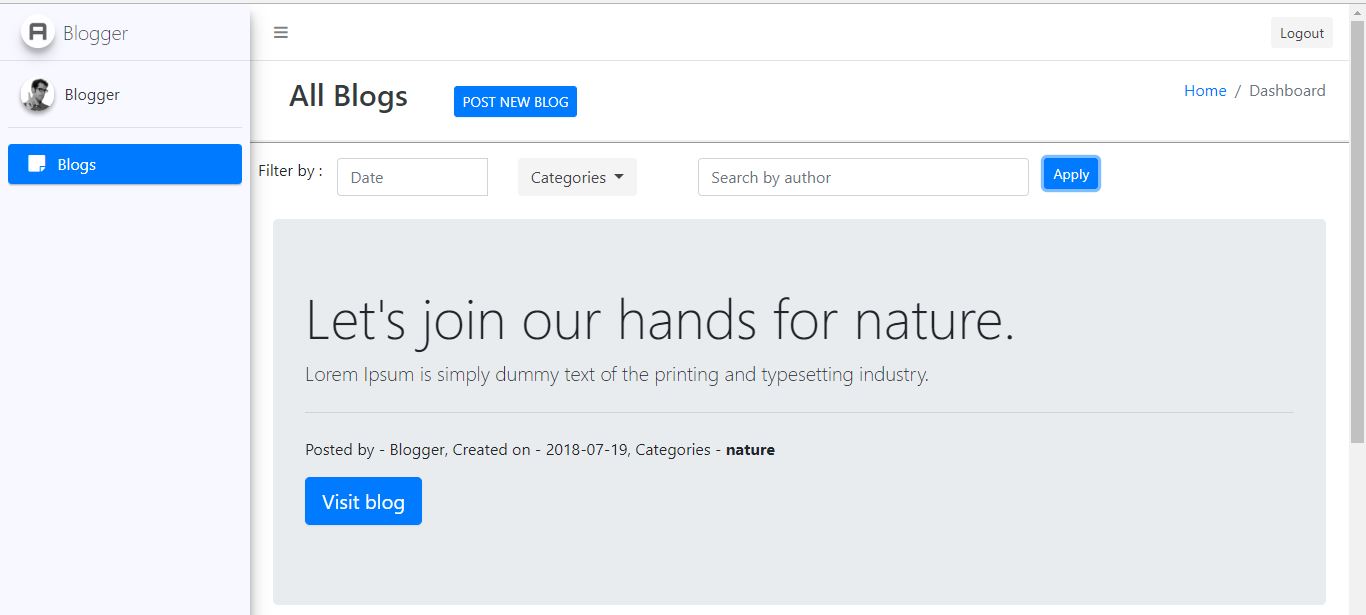 Blogger
Logout
Blogger
All Blogs
POST NEW BLOG
Home / Dashboard
Blogs
Filter by :
Date
Categories
Search by author
Apply
Let's join our hands for nature.
Lorem Ipsum is simply dummy text of the printing and typesetting industry.
Posted by - Blogger, Created on - 2018-07-19, Categories - nature
Visit blog